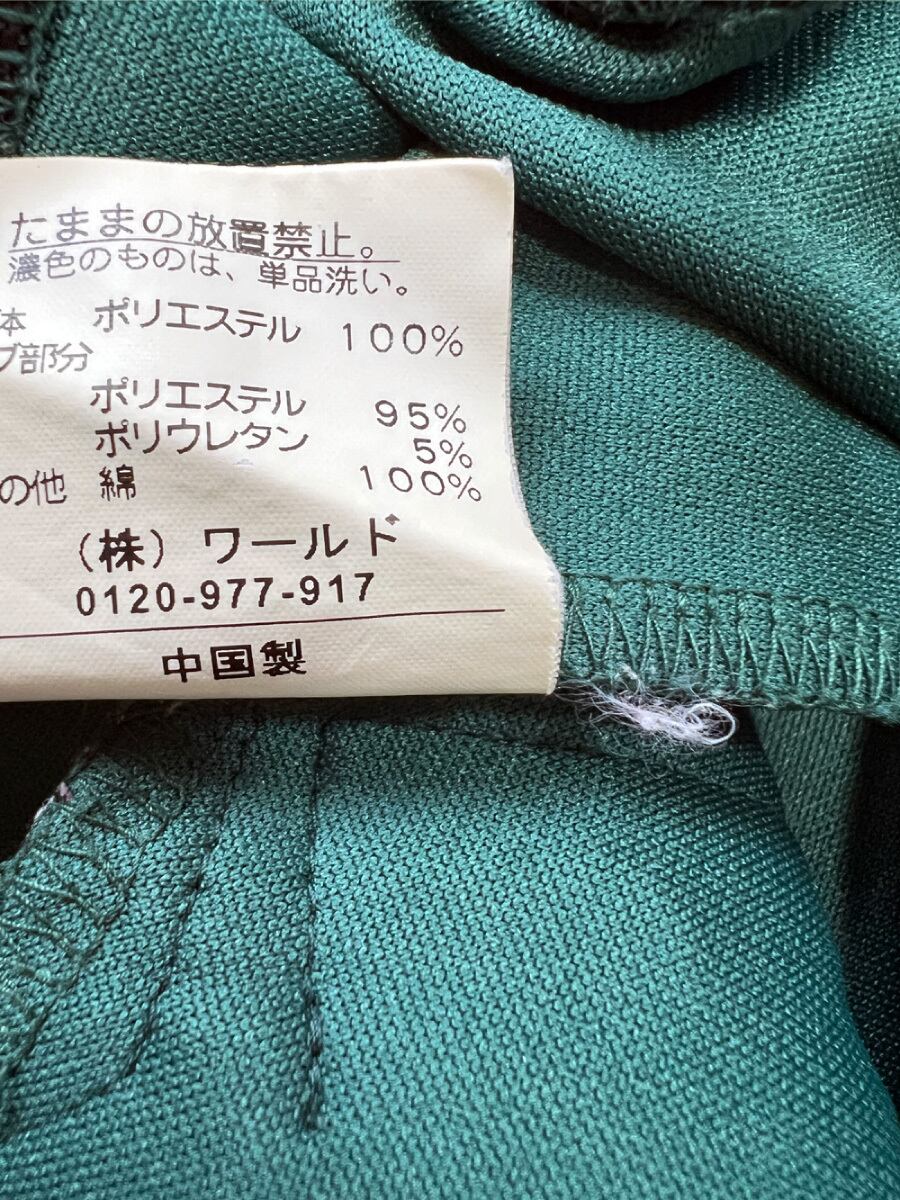 たままの放置禁止。
濃色のものは、単品洗い。
体 ポリエステル 100%
ブ部分
ポリエステル 95%
ポリウレタン 5%
の他 綿 100%
(株) ワールド
0120-977-917
中国製